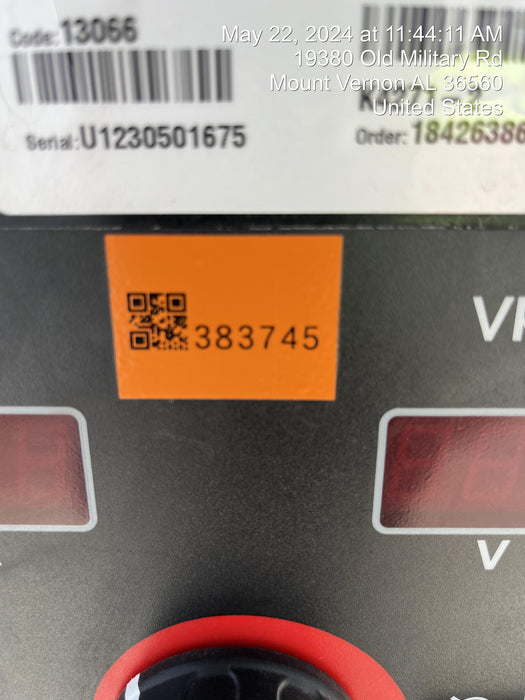 May 22, 2024 at 11:44:11 AM
19380 Old Military Rd
Mount Vernon AL 36560
United States
Code: 13066
Serial: U1230501675
Order: 18426386
383745
V